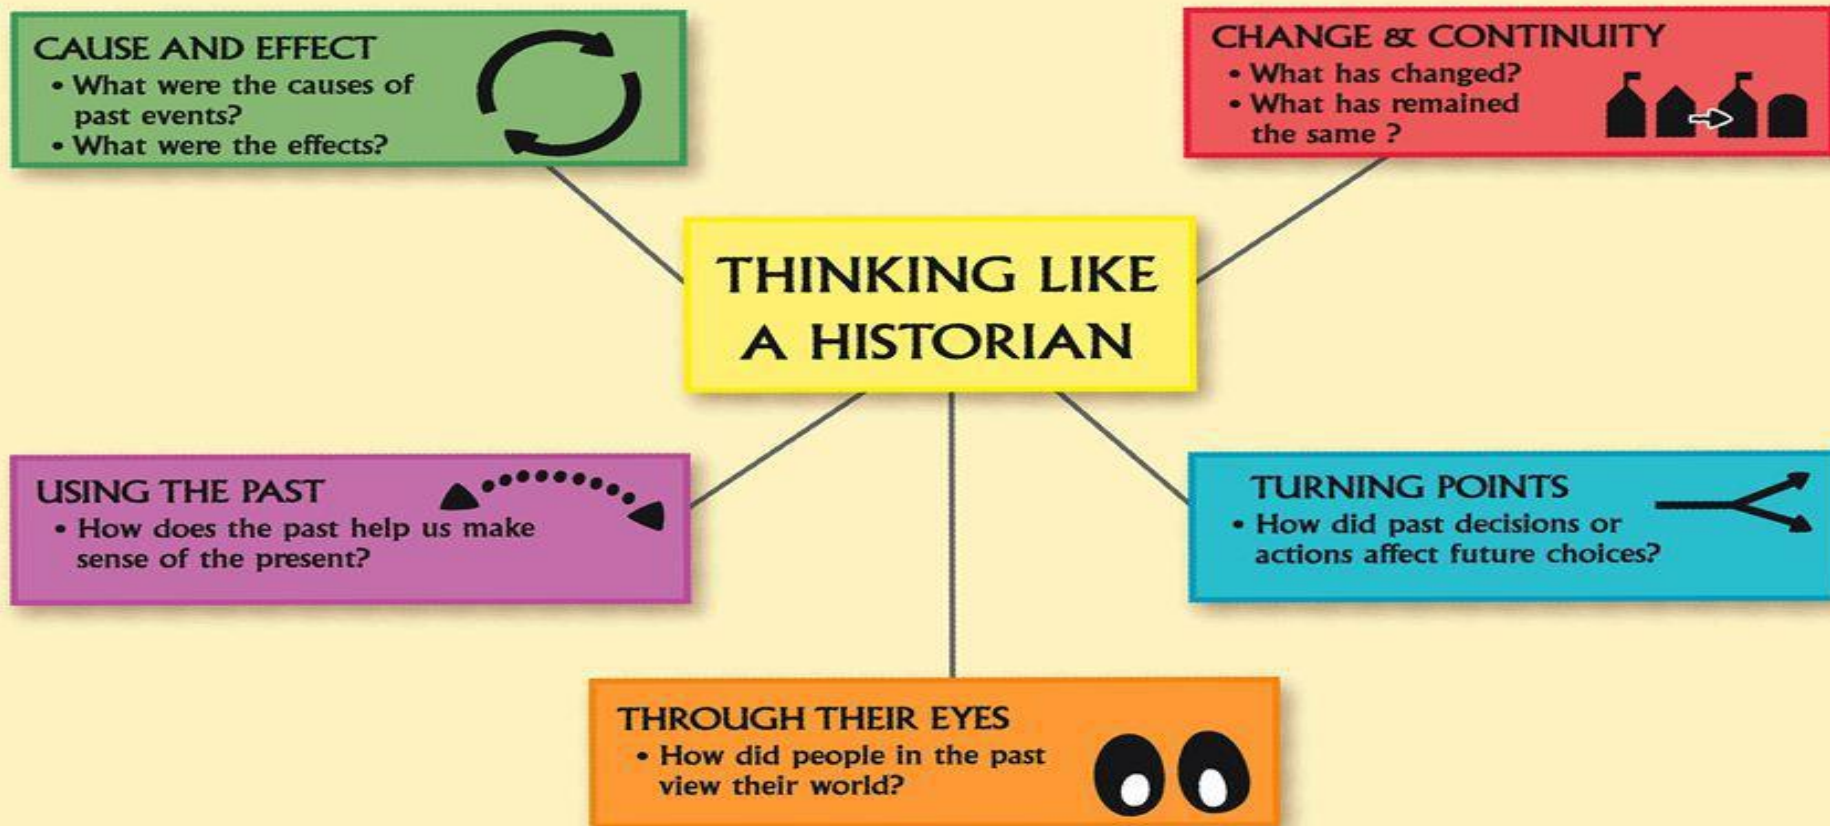 CAUSE AND EFFECT
• What were the causes of
past events?
• What were the effects?
CHANGE & CONTINUITY
• What has changed?
• What has remained
the same ?
THINKING LIKE
A HISTORIAN
USING THE PAST
• How does the past help us make
sense of the present?
TURNING POINTS
• How did past decisions or
actions affect future choices?
THROUGH THEIR EYES
• How did people in the past
view their world?